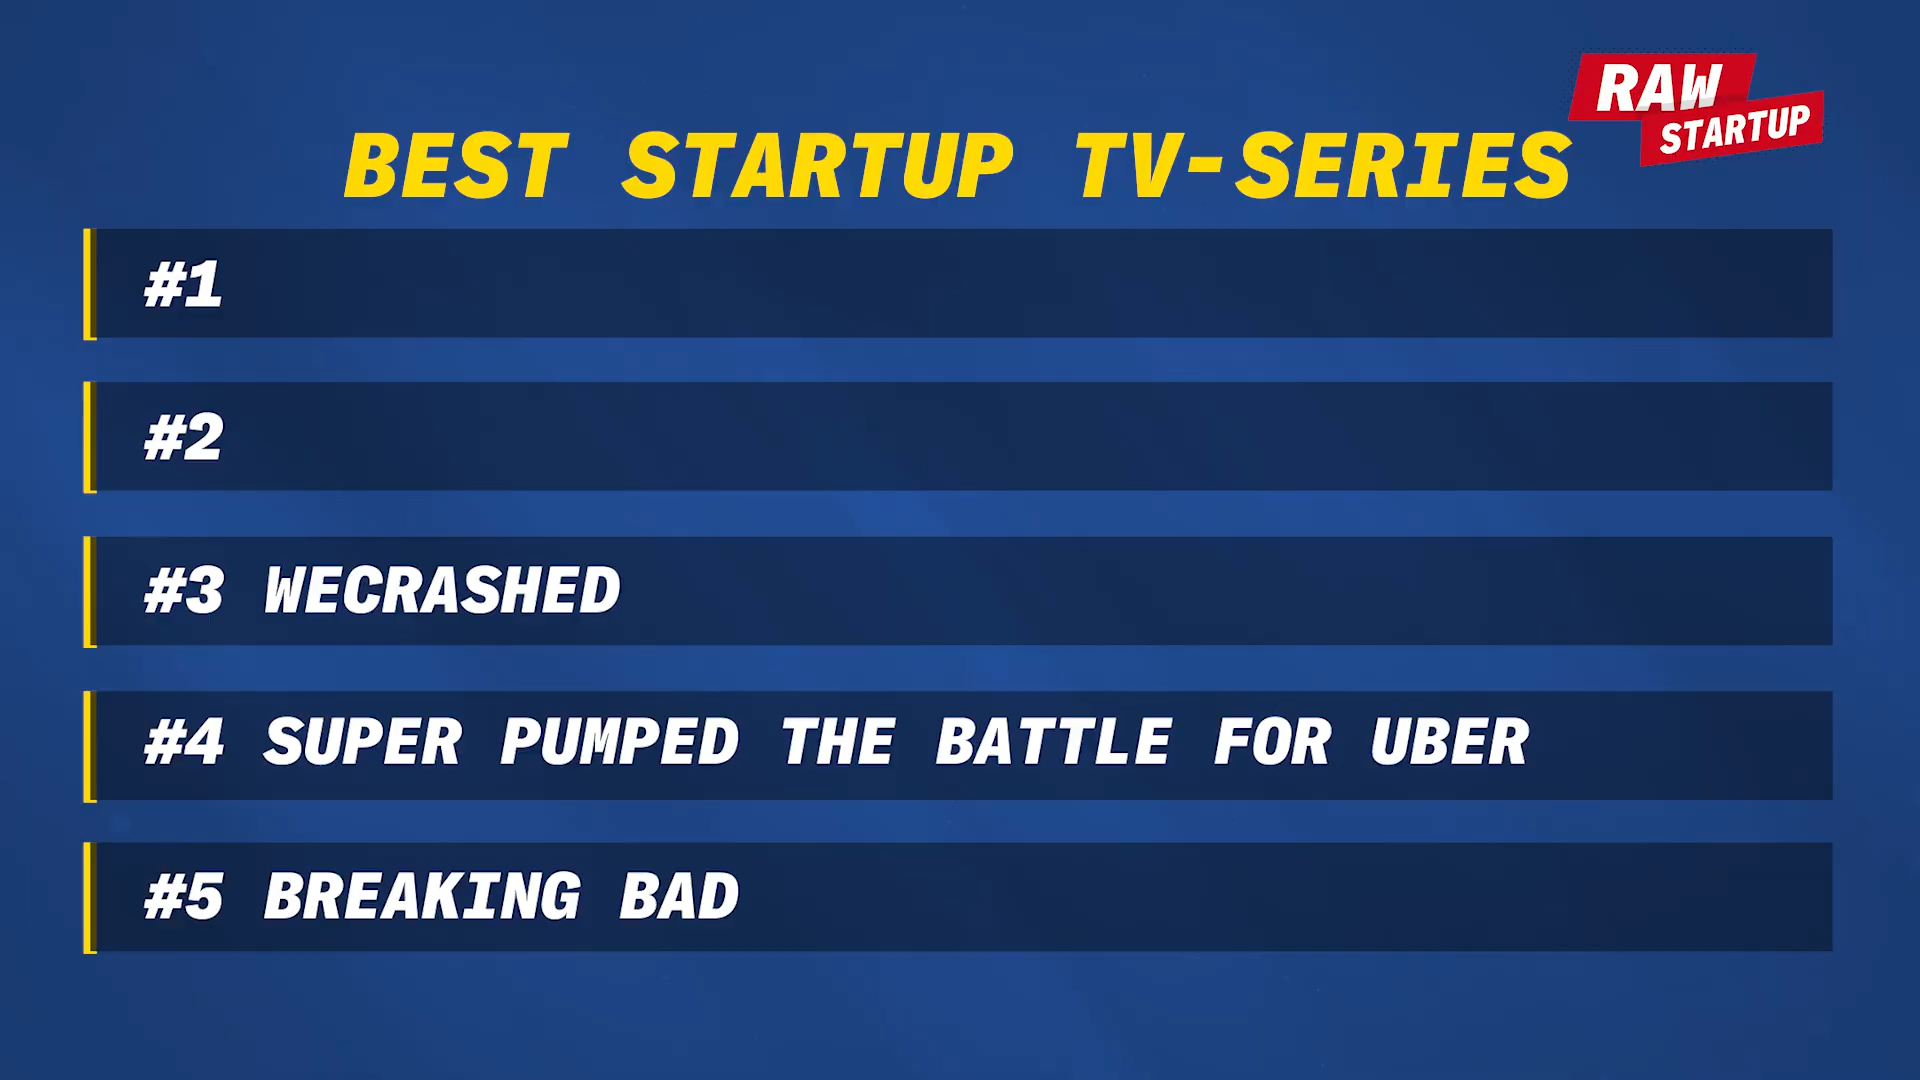 RAW
STARTUP
BEST STARTUP TV-SERIES
#1
#2
#3 WECRASHED
#4 SUPER PUMPED THE BATTLE FOR UBER
#5 BREAKING BAD